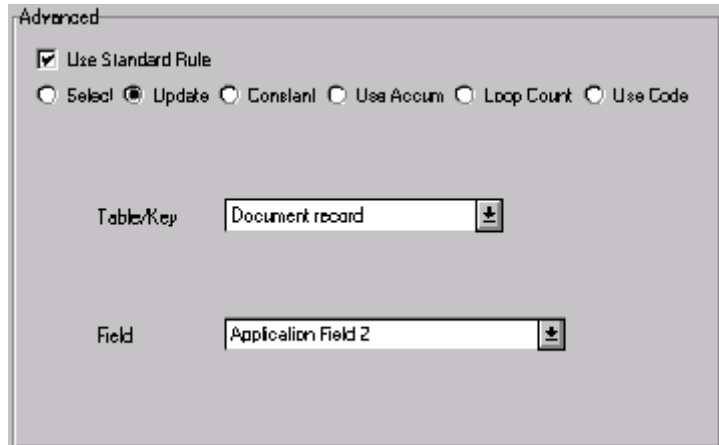 Advanced
Use Standard Rule
Select Update Constant Use Accum Loop Count Use Code
Table/Key Document record
Field Application Field 2